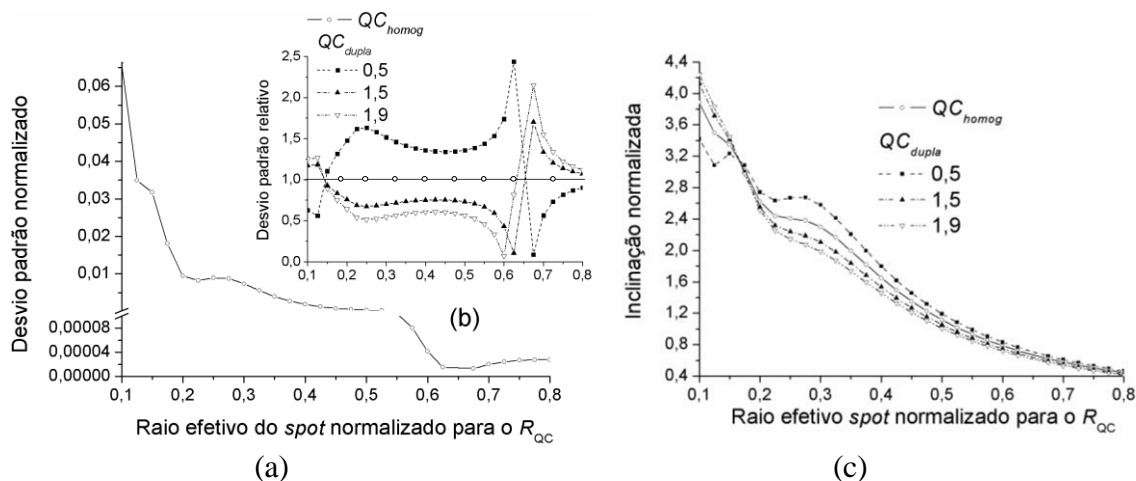 Desvio padrão normalizado
0,06
0,05
0,04
0,03
0,02
0,01
0,00008
0,00004
0,00000
0,1 0,2 0,3 0,4 0,5 0,6 0,7 0,8
Raio efetivo do spot normalizado para o R_QC
(a)
QC_homog
QC_dupla
0,5
1,5
1,9
Desvio padrão relativo
2,5
2,0
1,5
1,0
0,5
0,0
0,1 0,2 0,3 0,4 0,5 0,6 0,7 0,8
(b)
Inclinação normalizada
4,4
4,0
3,6
3,2
2,8
2,4
2,0
1,6
1,2
0,8
0,4
QC_homog
QC_dupla
0,5
1,5
1,9
0,1 0,2 0,3 0,4 0,5 0,6 0,7 0,8
Raio efetivo spot normalizado para o R_QC
(c)